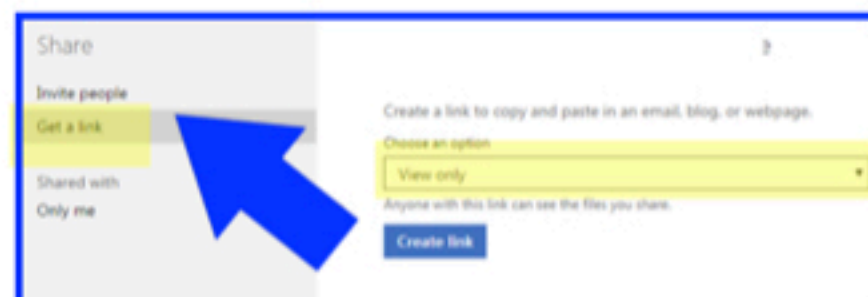 Share
?
Invite people
Get a link
Shared with
Only me
Create a link to copy and paste in an email, blog, or webpage.
Choose an option
View only
Anyone with this link can see the files you share.
Create link